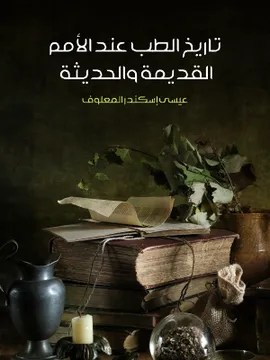 تاريخ الطب عند الأمم
القديمة والحديثة
عيسى إسكندر المعلوف